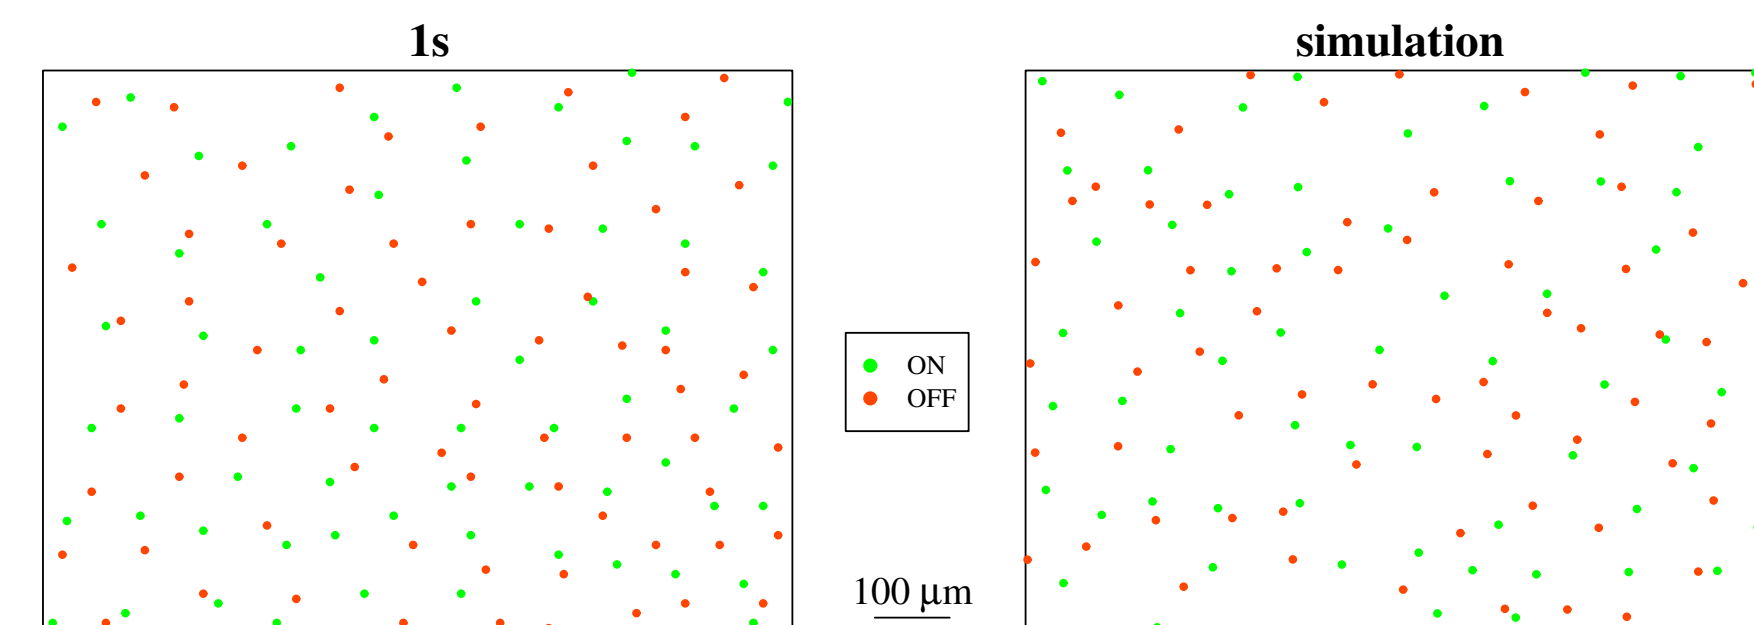 1s
simulation
ON
OFF
100 μm